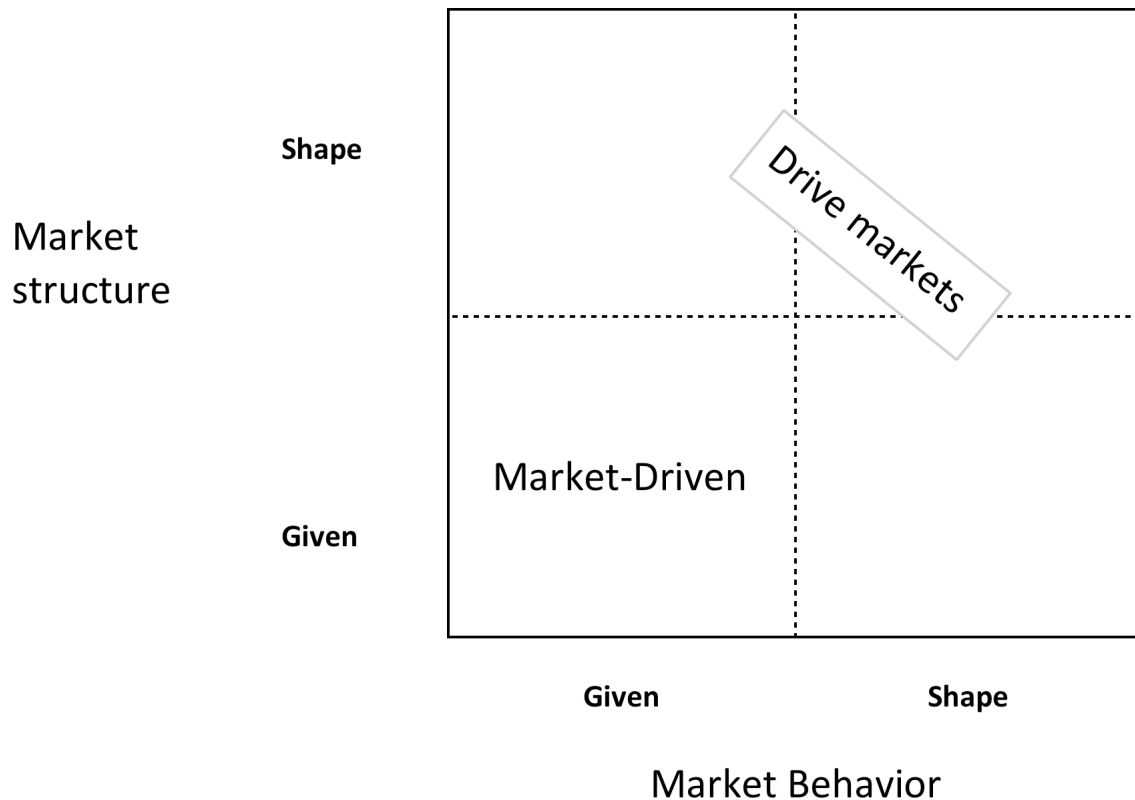 Shape
Drive markets
Market
structure
Market-Driven
Given
Given
Shape
Market Behavior